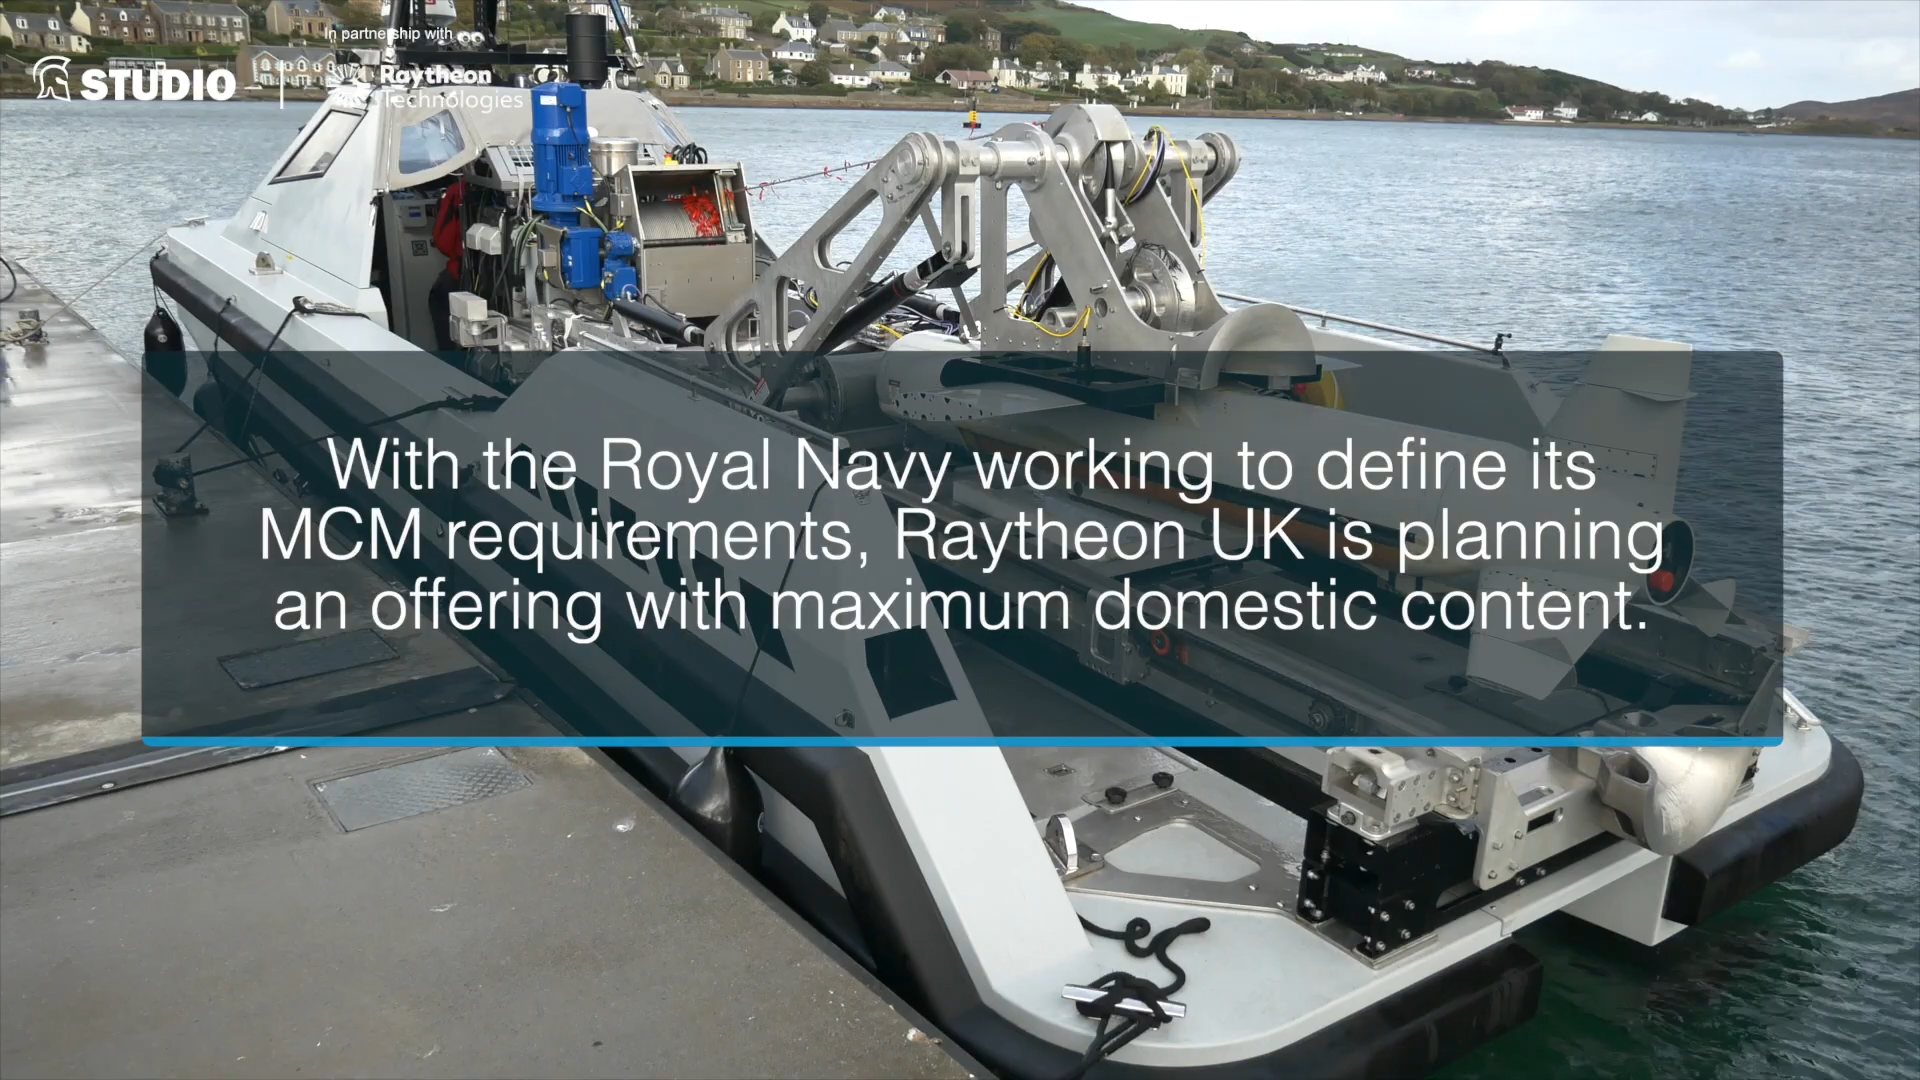 In partnership with
STUDIO
Raytheon
Technologies
With the Royal Navy working to define its
MCM requirements, Raytheon UK is planning
an offering with maximum domestic content.